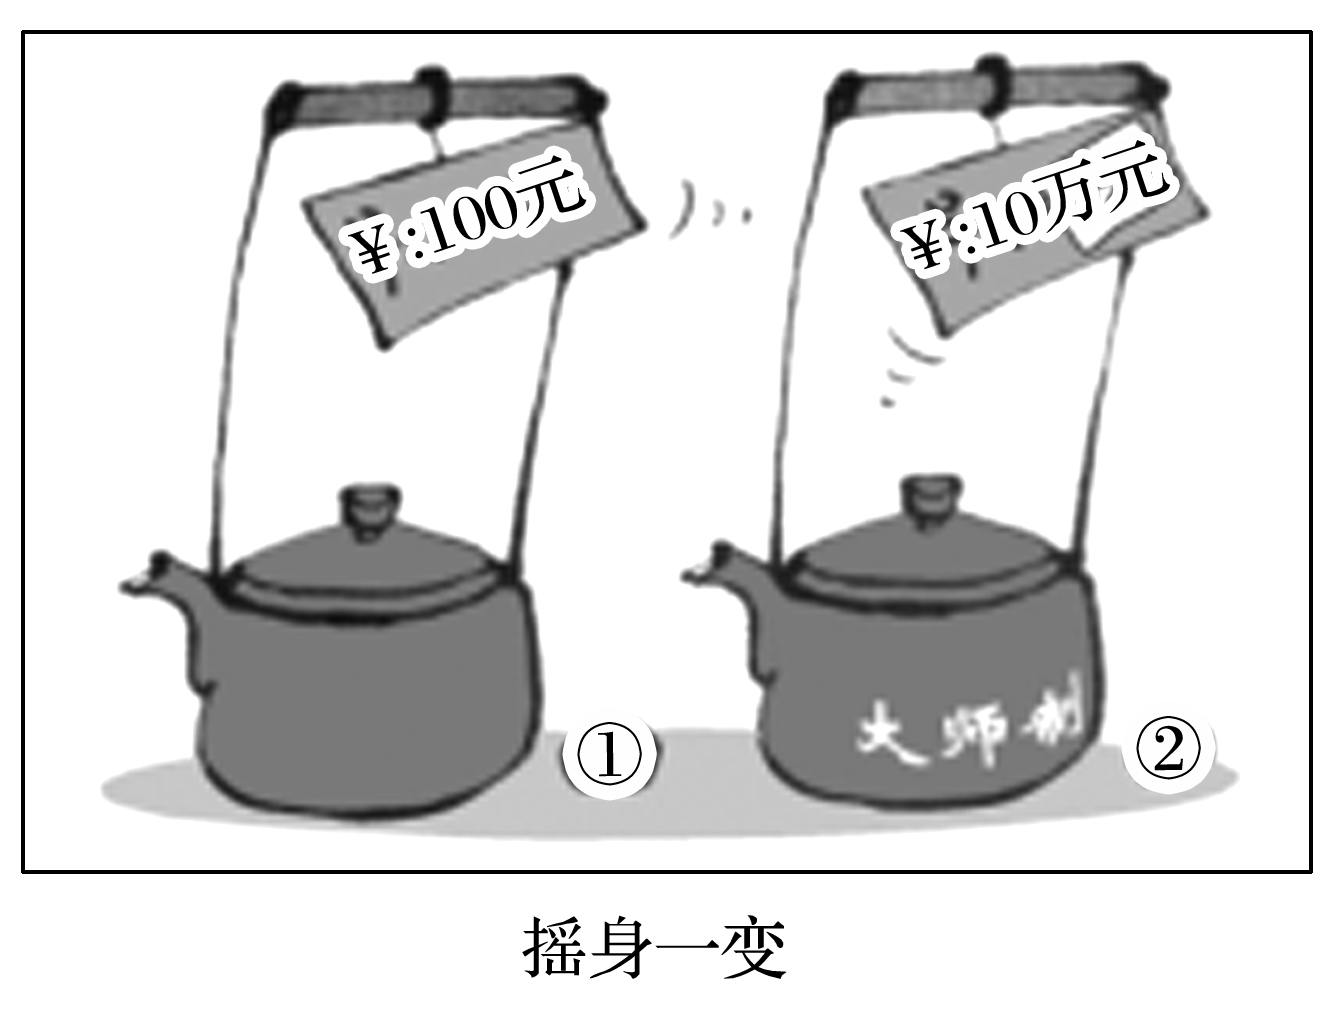 ¥:100元
¥:10万元
大师制
①
②
摇身一变